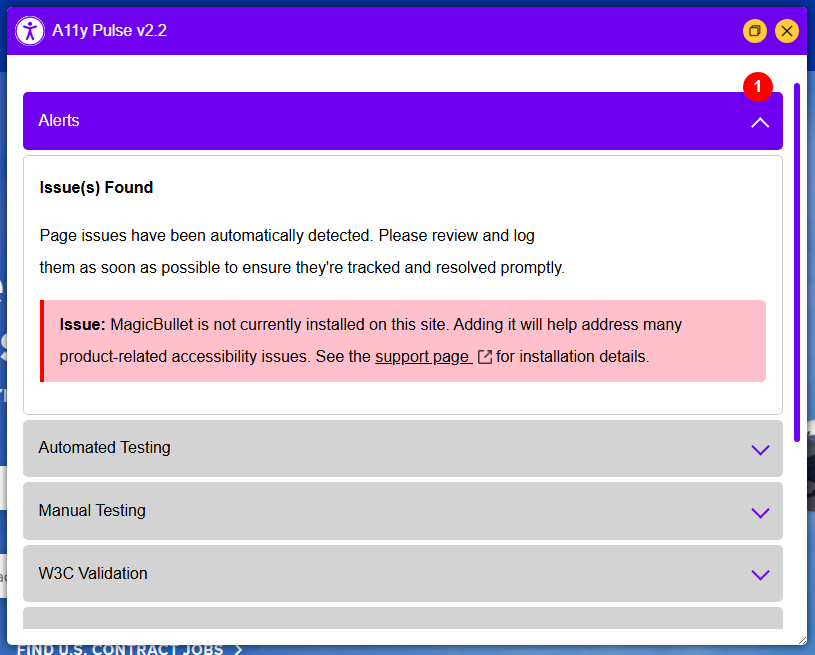 A11y Pulse v2.2
1
Alerts
Issue(s) Found
Page issues have been automatically detected. Please review and log
them as soon as possible to ensure they're tracked and resolved promptly.
Issue: MagicBullet is not currently installed on this site. Adding it will help address many
product-related accessibility issues. See the support page for installation details.
Automated Testing
Manual Testing
W3C Validation
FIND U.S. CONTRACT JOBS